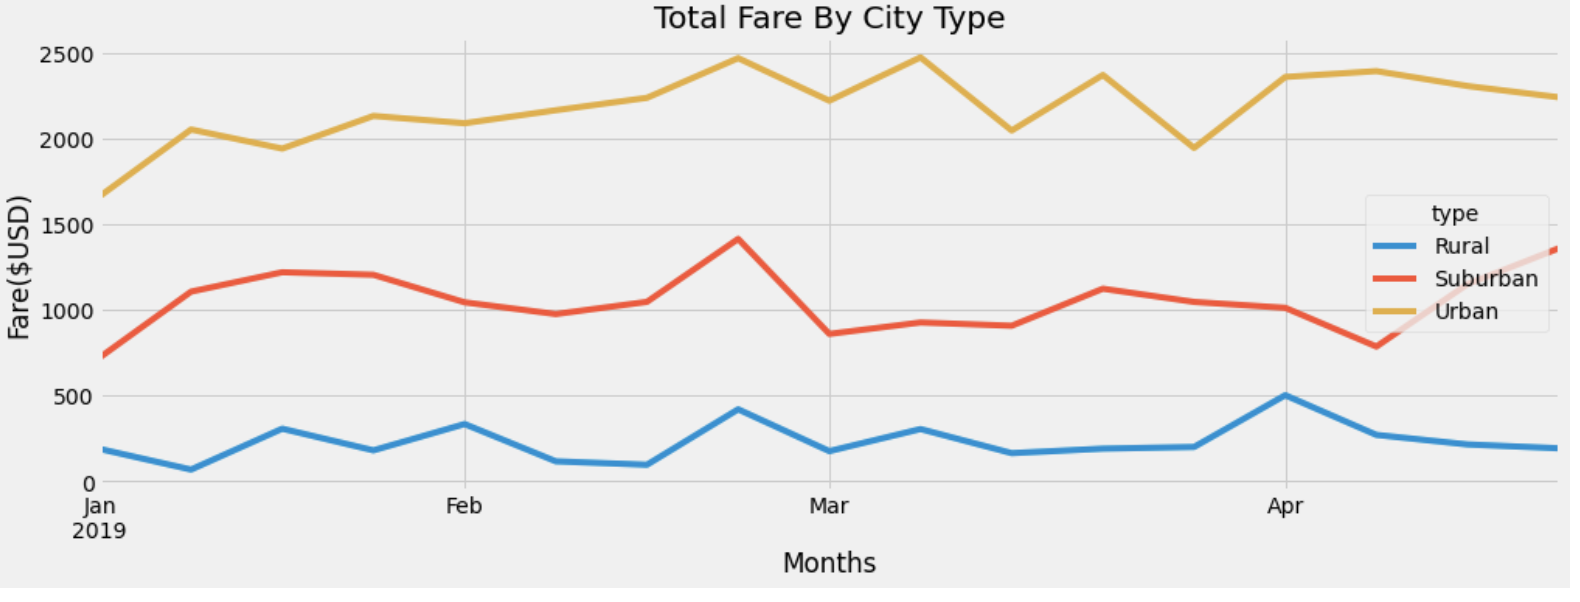 Total Fare By City Type
Fare($USD)
2500
2000
1500
1000
500
0
type
Rural
Suburban
Urban
Jan Feb Mar Apr
2019
Months